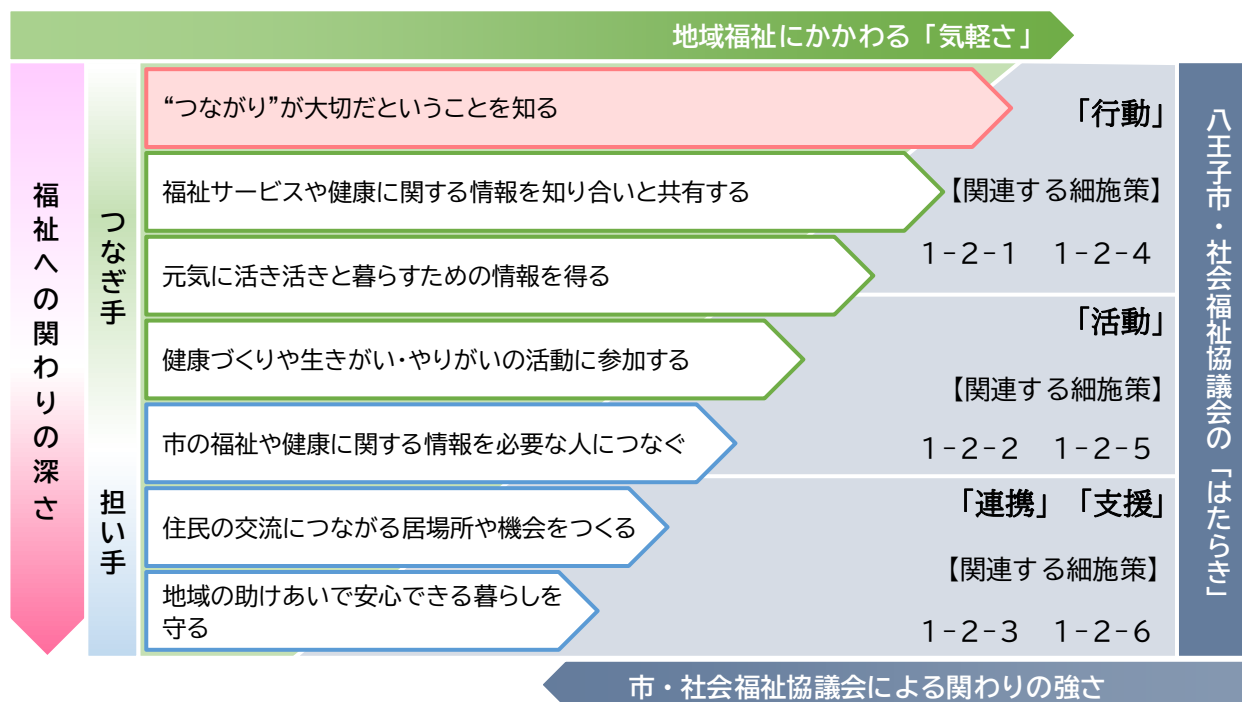 地域福祉にかかわる「気軽さ」
福祉への関わりの深さ
つなぎ手
担い手
“つながり”が大切だということを知る
福祉サービスや健康に関する情報を知り合いと共有する
元気に活き活きと暮らすための情報を得る
健康づくりや生きがい・やりがいの活動に参加する
市の福祉や健康に関する情報を必要な人につなぐ
住民の交流につながる居場所や機会をつくる
地域の助けあいで安心できる暮らしを
守る
「行動」
【関連する細施策】
1-2-1　1-2-4
「活動」
【関連する細施策】
1-2-2　1-2-5
「連携」「支援」
【関連する細施策】
1-2-3　1-2-6
八王子市・社会福祉協議会の「はたらき」
市・社会福祉協議会による関わりの強さ